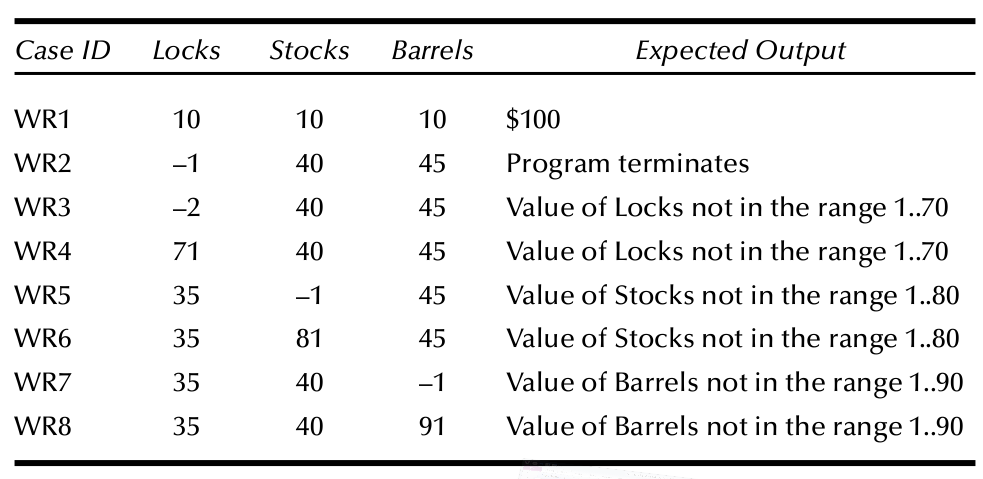 Case ID Locks Stocks Barrels Expected Output
WR1 10 10 10 $100
WR2 –1 40 45 Program terminates
WR3 –2 40 45 Value of Locks not in the range 1..70
WR4 71 40 45 Value of Locks not in the range 1..70
WR5 35 –1 45 Value of Stocks not in the range 1..80
WR6 35 81 45 Value of Stocks not in the range 1..80
WR7 35 40 –1 Value of Barrels not in the range 1..90
WR8 35 40 91 Value of Barrels not in the range 1..90